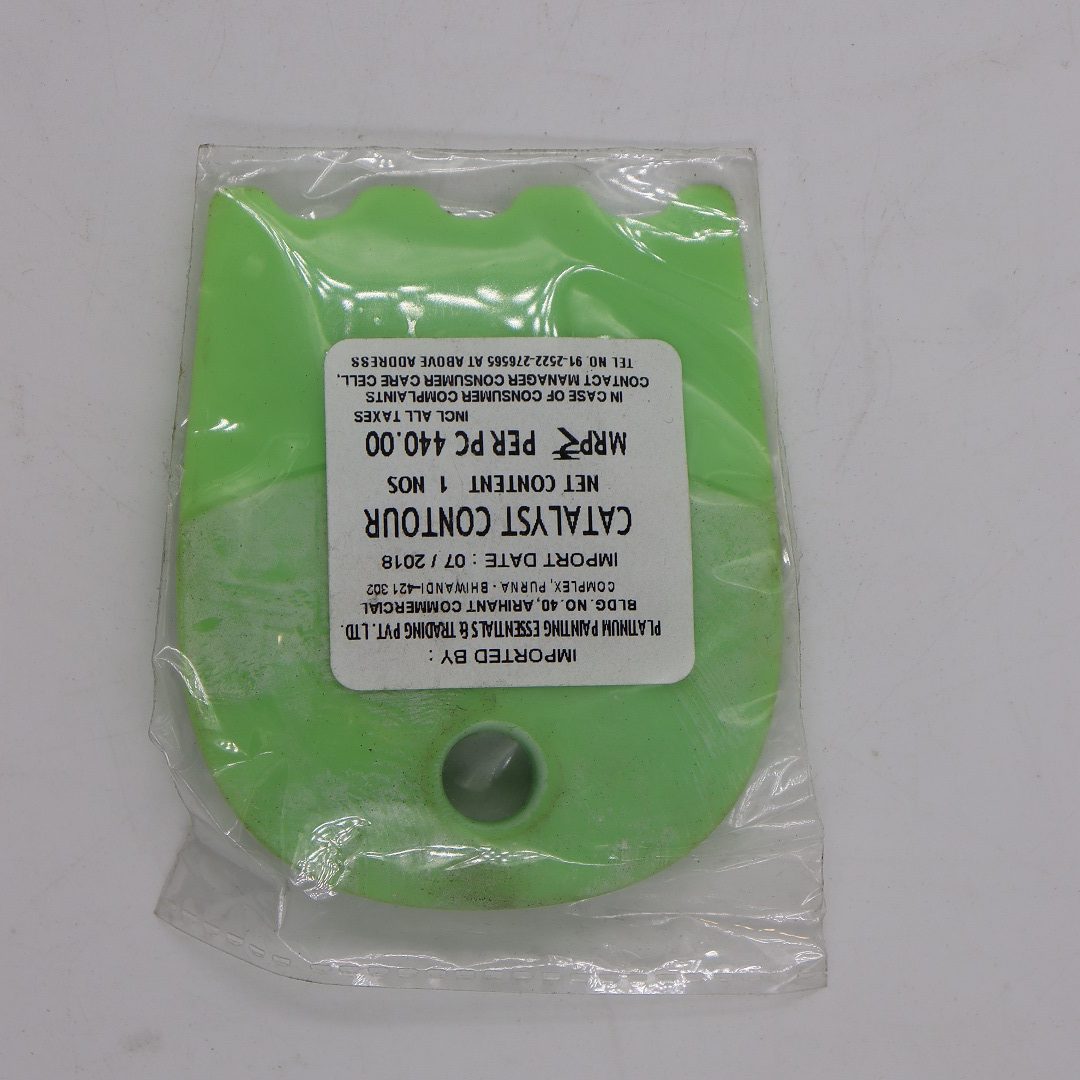 IMPORTED BY :
PLATINUM PAINTING ESSENTIALS & TRADING PVT. LTD.
BLDG. NO. 40, ARIHANT COMMERCIAL
COMPLEX, PURNA - BHIWANDI-421 302
IMPORT DATE : 07 / 2018
CATALYST CONTOUR
NET CONTENT 1 NOS
MRP₹ PER PC 440.00
INCL ALL TAXES
IN CASE OF CONSUMER COMPLAINTS
CONTACT MANAGER CONSUMER CARE CELL,
TEL NO. 91-2522-276565 AT ABOVE ADDRESS